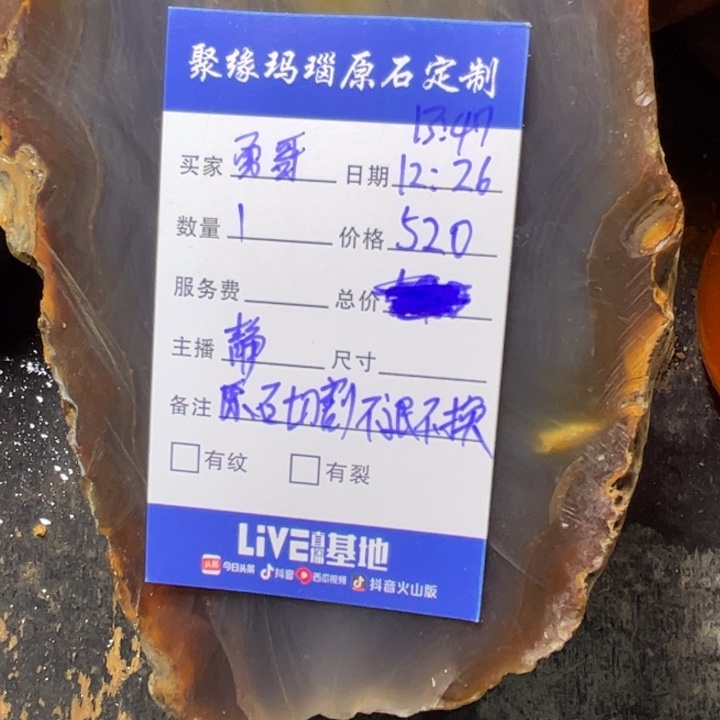 聚缘玛瑙原石定制
13:47
买家 勇哥 日期 12:26
数量 1 价格 520
服务费 总价
主播 静 尺寸
备注 原石切割不退不换
有纹 有裂
LiVE直播基地
头条 今日头条 抖音 西瓜视频 抖音火山版